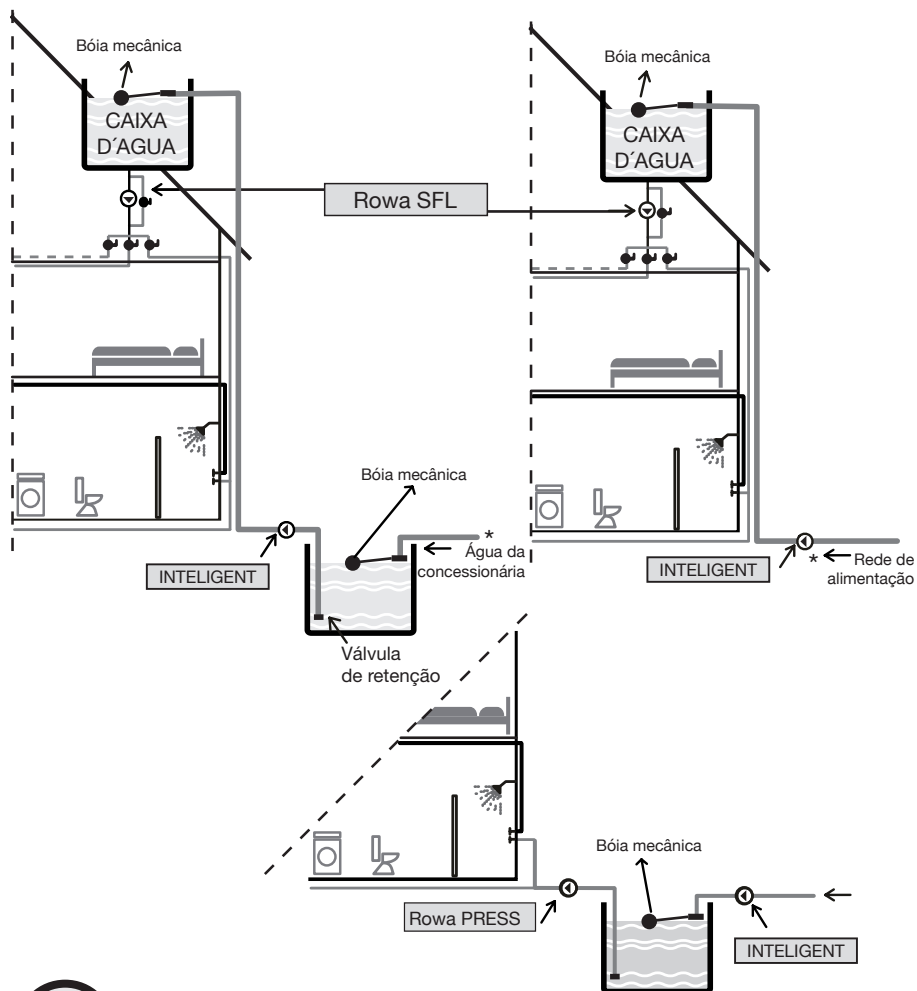 Bóia mecânica
CAIXA
D´AGUA
Rowa SFL
Bóia mecânica
CAIXA
D´AGUA
Bóia mecânica
*
Água da
concessionária
INTELIGENT
Válvula
de retenção
INTELIGENT
* Rede de
alimentação
Bóia mecânica
Rowa PRESS
INTELIGENT